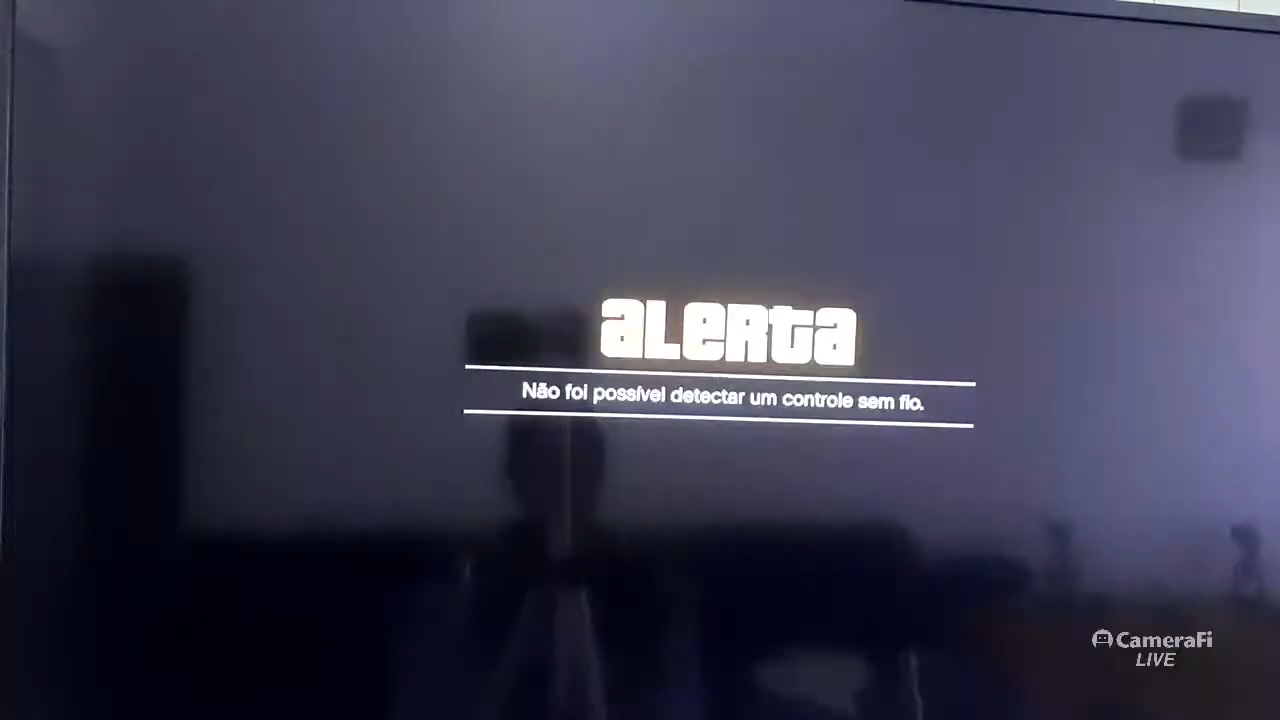 aLeRta
Não foi possível detectar um controle sem fio.
CameraFi
LIVE